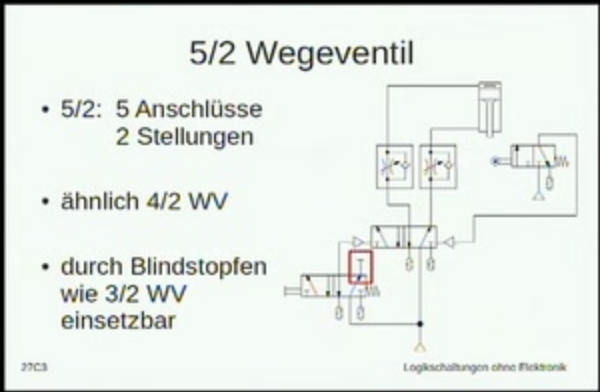 5/2 Wegeventil
• 5/2: 5 Anschlüsse
2 Stellungen
• ähnlich 4/2 WV
• durch Blindstopfen
wie 3/2 WV
einsetzbar
27C3
Logikschaltungen ohne Elektronik